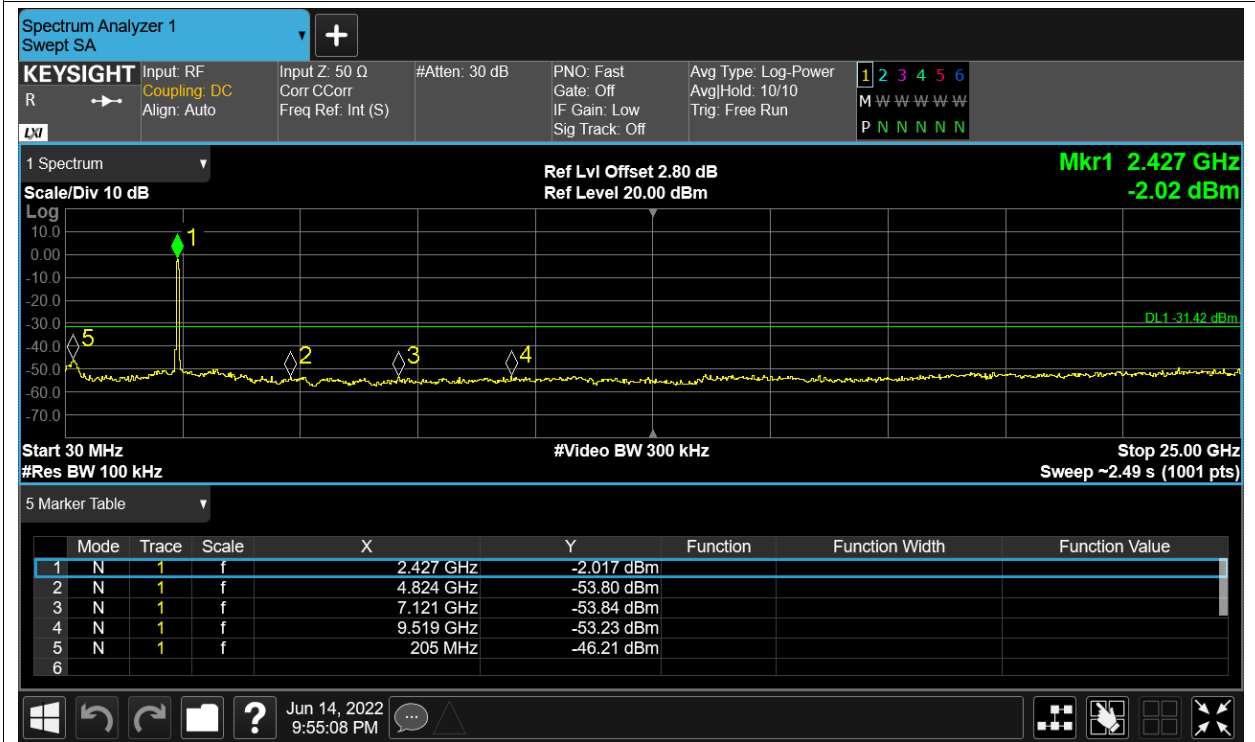 Spectrum Analyzer 1
Swept SA
KEYSIGHT
R
LXI
Input: RF
Coupling: DC
Align: Auto
Input Z: 50 Ω
Corr CCorr
Freq Ref: Int (S)
#Atten: 30 dB
PNO: Fast
Gate: Off
IF Gain: Low
Sig Track: Off
Avg Type: Log-Power
Avg|Hold: 10/10
Trig: Free Run
1 2 3 4 5 6
M W W W W W
P N N N N N
1 Spectrum
Scale/Div 10 dB
Ref Lvl Offset 2.80 dB
Ref Level 20.00 dBm
Mkr1 2.427 GHz
-2.02 dBm
Log
10.0
0.00
-10.0
-20.0
-30.0
-40.0
-50.0
-60.0
-70.0
1
5
2
3
4
DL1 -31.42 dBm
Start 30 MHz
#Video BW 300 kHz
Stop 25.00 GHz
#Res BW 100 kHz
Sweep ~2.49 s (1001 pts)
5 Marker Table
Mode Trace Scale X Y Function Function Width Function Value
1 N 1 f 2.427 GHz -2.017 dBm
2 N 1 f 4.824 GHz -53.80 dBm
3 N 1 f 7.121 GHz -53.84 dBm
4 N 1 f 9.519 GHz -53.23 dBm
5 N 1 f 205 MHz -46.21 dBm
6
?
Jun 14, 2022
9:55:08 PM